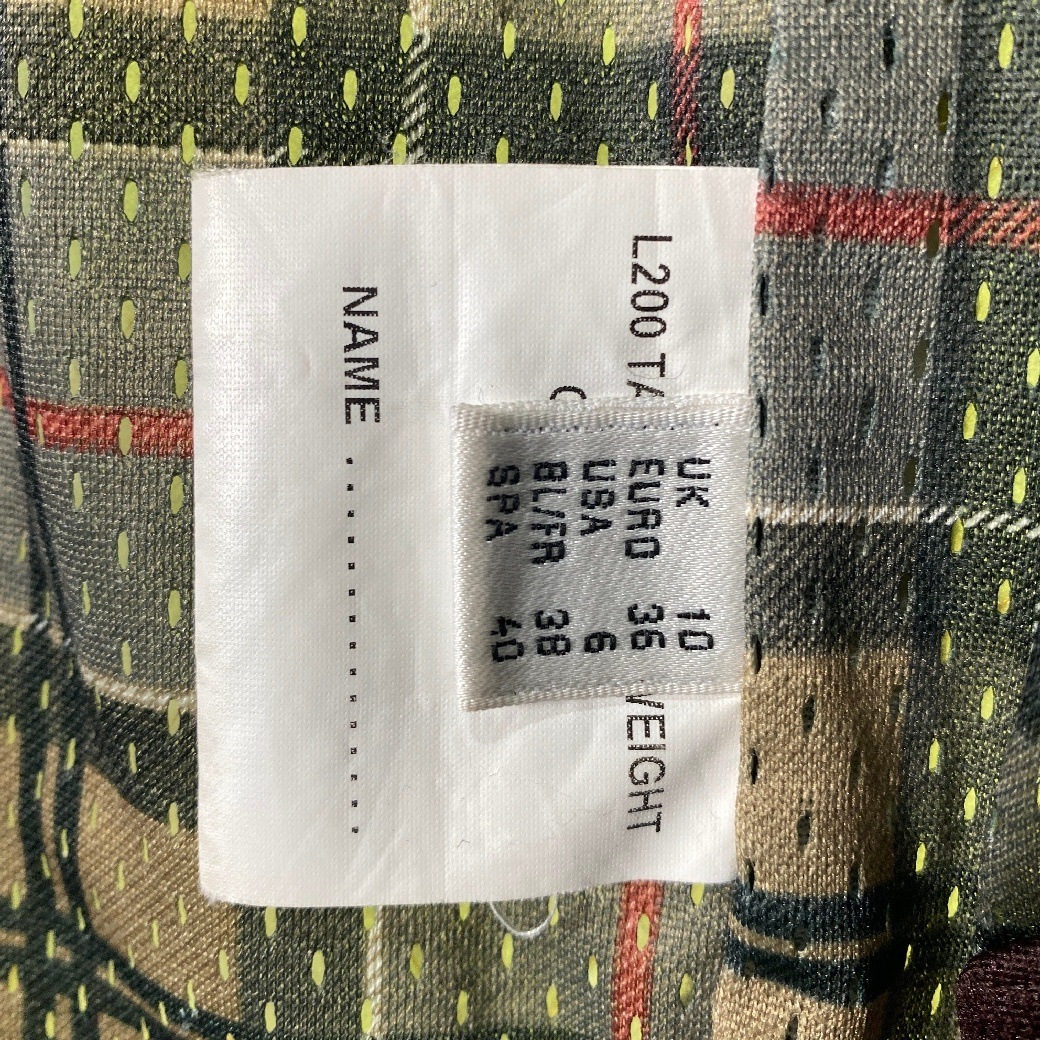 L200 TA
WEIGHT
C
UK 10
EURO 36
USA 6
BL/FR 38
SPA 40
NAME ................